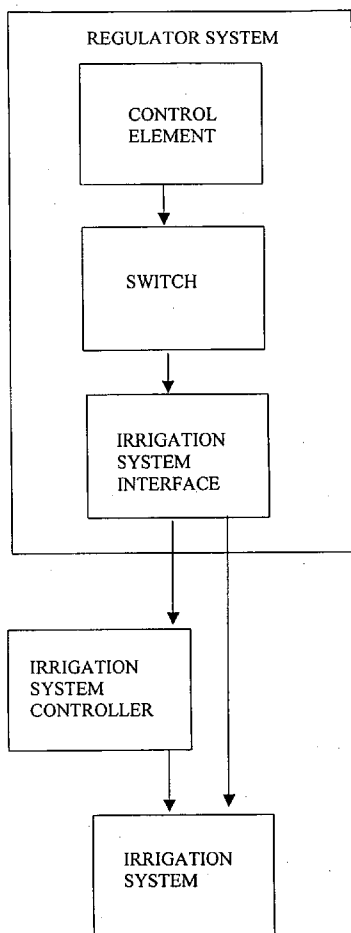 REGULATOR SYSTEM
CONTROL
ELEMENT
SWITCH
IRRIGATION
SYSTEM
INTERFACE
IRRIGATION
SYSTEM
CONTROLLER
IRRIGATION
SYSTEM